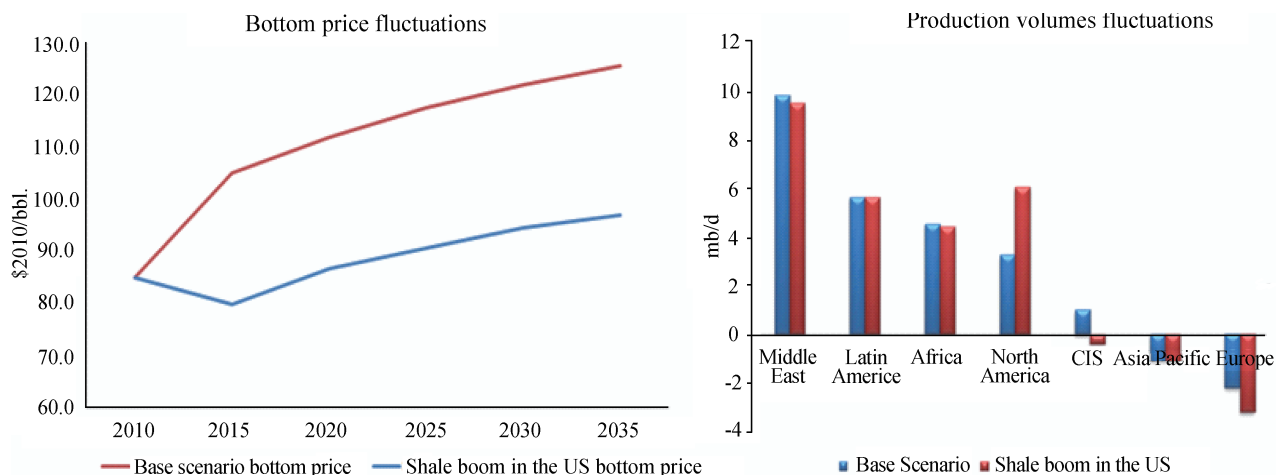 Bottom price fluctuations
130.0
120.0
110.0
100.0
90.0
80.0
70.0
60.0
$2010/bbl.
2010 2015 2020 2025 2030 2035
Base scenario bottom price Shale boom in the US bottom price
Production volumes fluctuations
12
10
8
6
4
2
0
-2
-4
mb/d
Middle East
Latin Americe
Africa
North America
CIS
Asia Pacific
Europe
Base Scenario Shale boom in the US